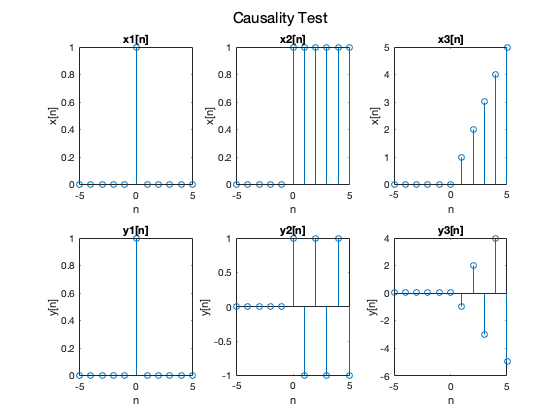 Causality Test
x1[n] x2[n] x3[n]
1 1 5
0.8 0.8 4
0.6 0.6 3
x[n] x[n] x[n]
0.4 0.4 2
0.2 0.2 1
0 0 0
-5 0 5 -5 0 5 -5 0 5
n n n
y1[n] y2[n] y3[n]
1 1 4
0.8 2
0.5
0.6 0
y[n] y[n] 0 y[n]
0.4 -2
-0.5
0.2 -4
0 -1 -6
-5 0 5 -5 0 5 -5 0 5
n n n